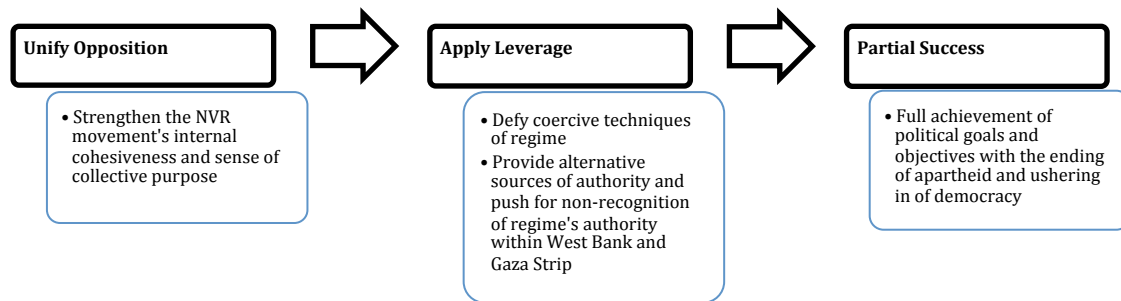 Unify Opposition
• Strengthen the NVR
movement's internal
cohesiveness and sense of
collective purpose
Apply Leverage
• Defy coercive techniques
of regime
• Provide alternative
sources of authority and
push for non-recognition
of regime's authority
within West Bank and
Gaza Strip
Partial Success
• Full achievement of
political goals and
objectives with the ending
of apartheid and ushering
in of democracy